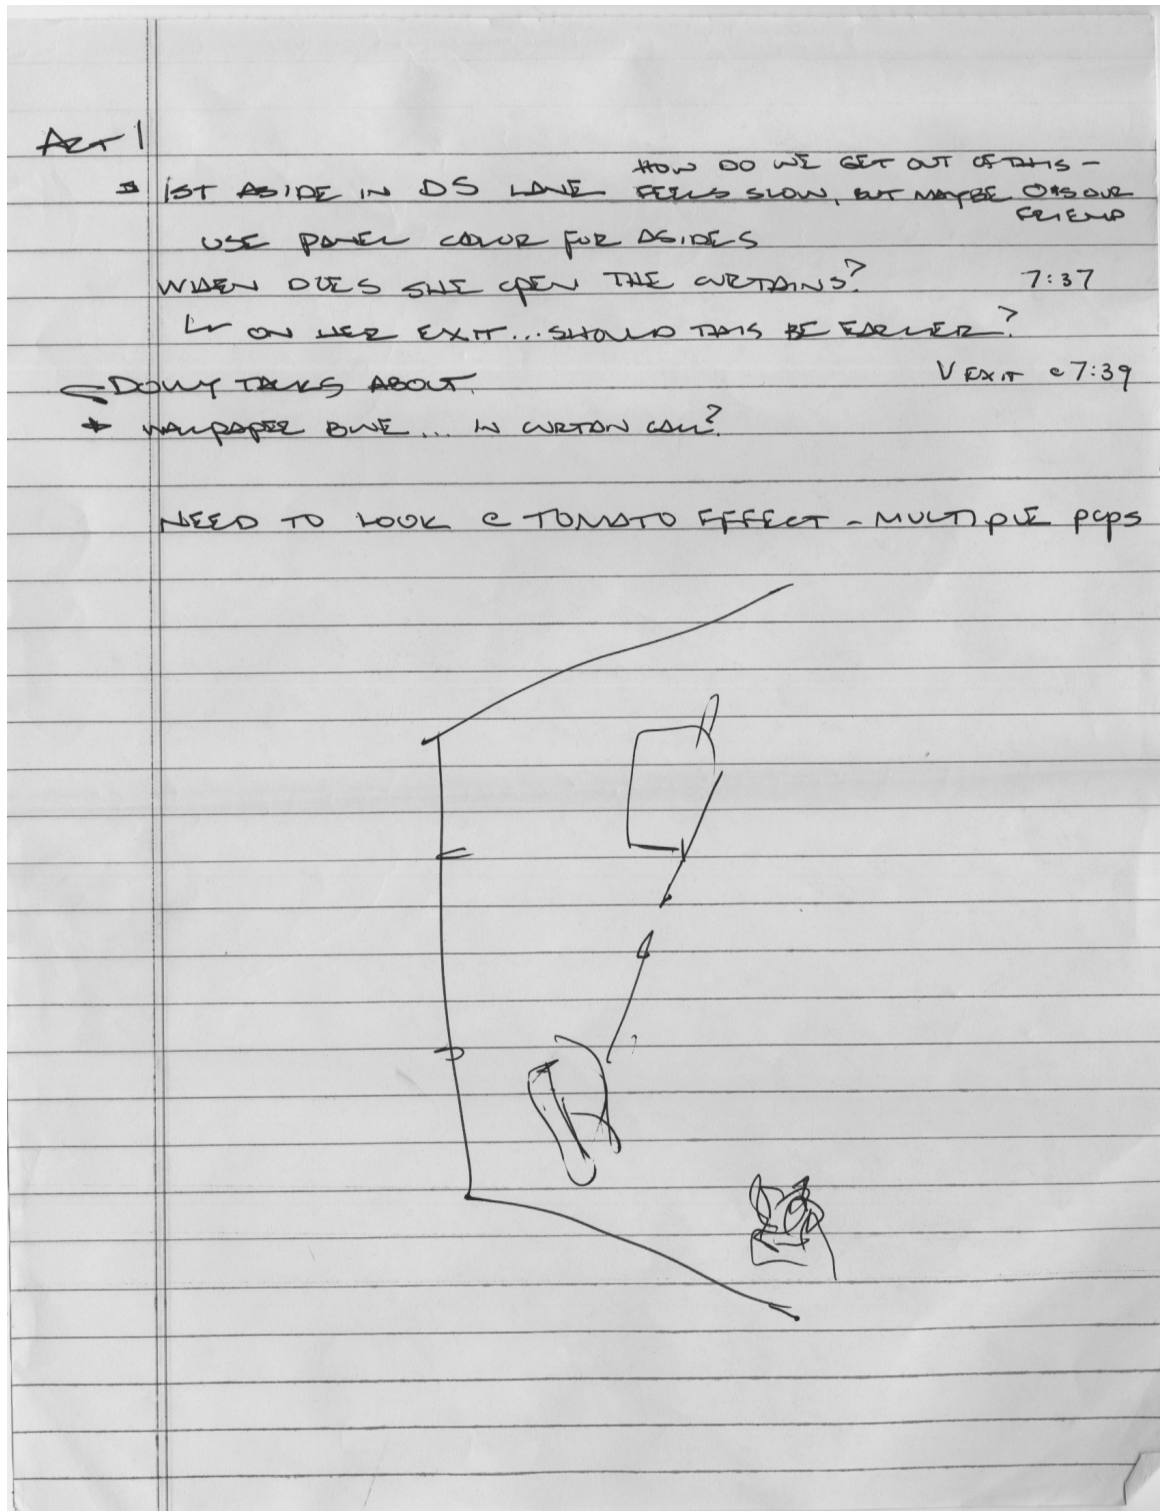 ACT 1
HOW DO WE GET OUT OF THIS -
1ST ASIDE IN DS LANE FEELS SLOW, BUT MAYBE OUR
FRIEND
USE PANEL COLOR FOR ASIDES
WHEN DOES SHE OPEN THE CURTAINS? 7:37
ON HER EXIT... SHOULD THIS BE EARLIER?
TALKS ABOUT V EXIT @ 7:39
WALLPAPER BLUE... IN CURTAN CALL?
NEED TO LOOK @ TOMATO EFFECT - MULTIPLE POPS